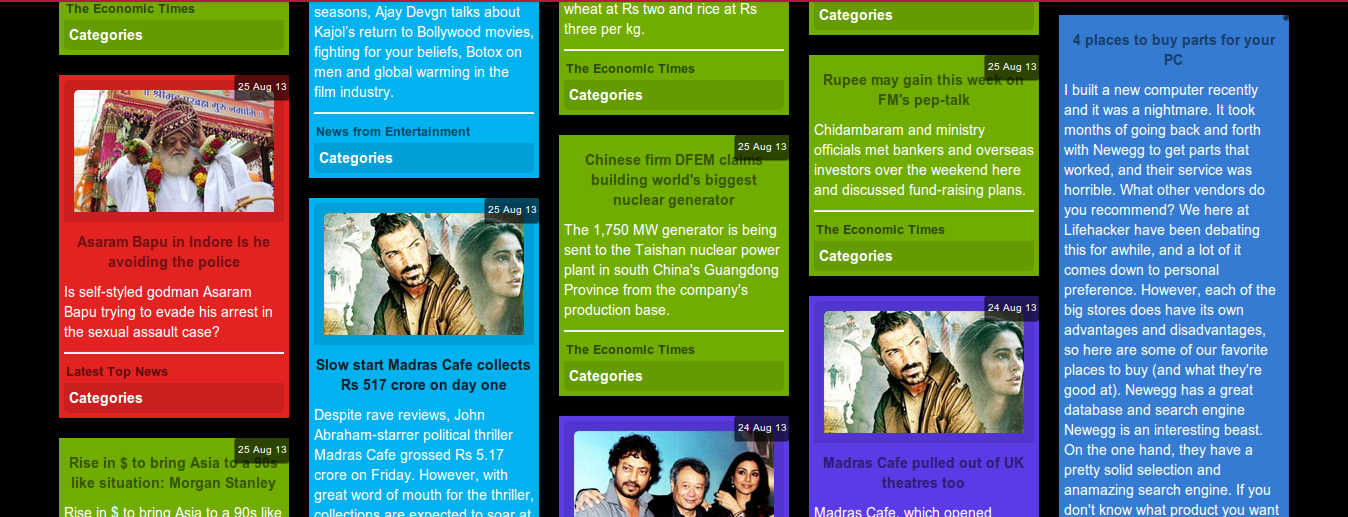 The Economic Times
Categories
25 Aug 13
Asaram Bapu in Indore Is he
avoiding the police
Is self-styled godman Asaram
Bapu trying to evade his arrest in
the sexual assault case?
Latest Top News
Categories
25 Aug 13
Rise in $ to bring Asia to a 90s
like situation: Morgan Stanley
Rise in $ to bring Asia to a 90s like
seasons, Ajay Devgn talks about
Kajol's return to Bollywood movies,
fighting for your beliefs, Botox on
men and global warming in the
film industry.
News from Entertainment
Categories
25 Aug 13
Slow start Madras Cafe collects
Rs 517 crore on day one
Despite rave reviews, John
Abraham-starrer political thriller
Madras Cafe grossed Rs 5.17
crore on Friday. However, with
great word of mouth for the thriller,
collections are expected to soar at
wheat at Rs two and rice at Rs
three per kg.
The Economic Times
Categories
25 Aug 13
Chinese firm DFEM claims
building world's biggest
nuclear generator
The 1,750 MW generator is being
sent to the Taishan nuclear power
plant in south China's Guangdong
Province from the company's
production base.
The Economic Times
Categories
24 Aug 13
Categories
25 Aug 13
Rupee may gain this week on
FM's pep-talk
Chidambaram and ministry
officials met bankers and overseas
investors over the weekend here
and discussed fund-raising plans.
The Economic Times
Categories
24 Aug 13
Madras Cafe pulled out of UK
theatres too
Madras Cafe, which opened
4 places to buy parts for your
PC
I built a new computer recently
and it was a nightmare. It took
months of going back and forth
with Newegg to get parts that
worked, and their service was
horrible. What other vendors do
you recommend? We here at
Lifehacker have been debating
this for awhile, and a lot of it
comes down to personal
preference. However, each of the
big stores does have its own
advantages and disadvantages,
so here are some of our favorite
places to buy (and what they're
good at). Newegg has a great
database and search engine
Newegg is an interesting beast.
On the one hand, they have a
pretty solid selection and
anamazing search engine. If you
don't know what product you want